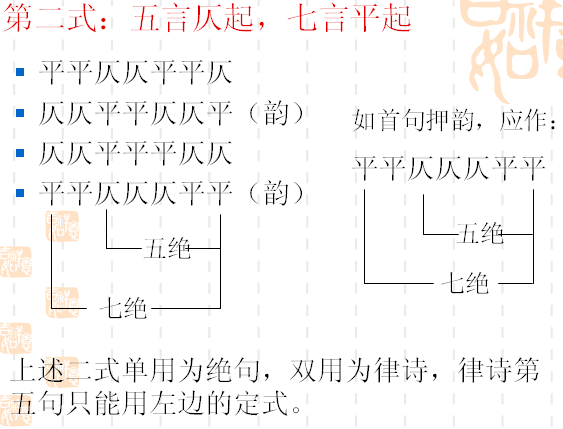 第二式：五言仄起，七言平起
平平仄仄平平仄
仄仄平平仄仄平（韵）
仄仄平平平仄仄
平平仄仄仄平平（韵）
五绝
七绝
如首句押韵，应作：
平平仄仄仄平平
五绝
七绝
上述二式单用为绝句，双用为律诗，律诗第
五句只能用左边的定式。